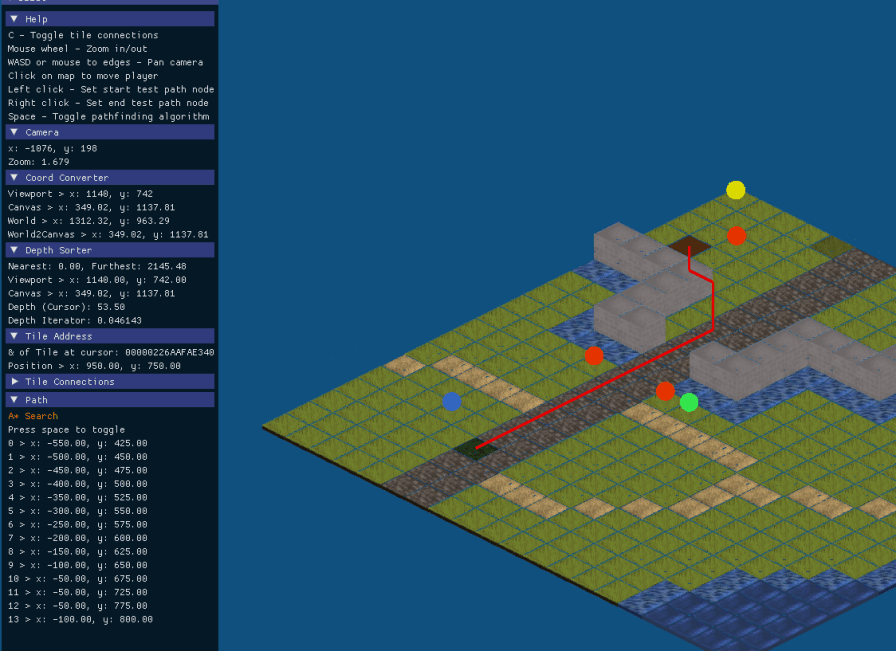 Help
C - Toggle tile connections
Mouse wheel - Zoom in/out
WASD or mouse to edges - Pan camera
Click on map to move player
Left click - Set start test path node
Right click - Set end test path node
Space - Toggle pathfinding algorithm
Camera
x: -1076, y: 198
Zoom: 1.679
Coord Converter
Viewport > x: 1140, y: 742
Canvas > x: 349.02, y: 1137.81
World > x: 1312.32, y: 963.29
World2Canvas > x: 349.02, y: 1137.81
Depth Sorter
Nearest: 0.00, Furthest: 2145.48
Viewport > x: 1140.00, y: 742.00
Canvas > x: 349.02, y: 1137.81
Depth (Cursor): 53.50
Depth Iterator: 0.046143
Tile Address
& of Tile at cursor: 00000226AAFAE340
Position > x: 950.00, y: 750.00
Tile Connections
Path
A* Search
Press space to toggle
0 > x: -550.00, y: 425.00
1 > x: -500.00, y: 450.00
2 > x: -450.00, y: 475.00
3 > x: -400.00, y: 500.00
4 > x: -350.00, y: 525.00
5 > x: -300.00, y: 550.00
6 > x: -250.00, y: 575.00
7 > x: -200.00, y: 600.00
8 > x: -150.00, y: 625.00
9 > x: -100.00, y: 650.00
10 > x: -50.00, y: 675.00
11 > x: -50.00, y: 725.00
12 > x: -50.00, y: 775.00
13 > x: -100.00, y: 800.00